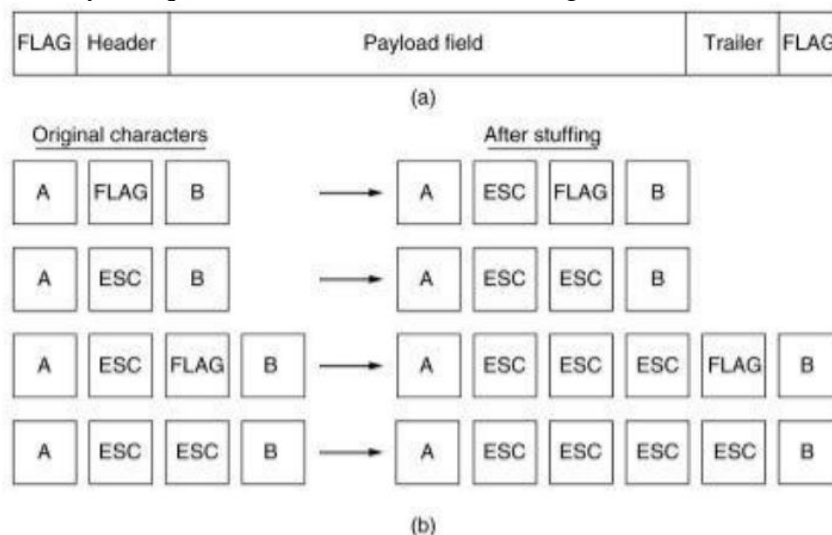 FLAG Header Payload field Trailer FLAG
(a)
Original characters After stuffing
A FLAG B A ESC FLAG B
A ESC B A ESC ESC B
A ESC FLAG B A ESC ESC ESC FLAG B
A ESC ESC B A ESC ESC ESC ESC B
(b)